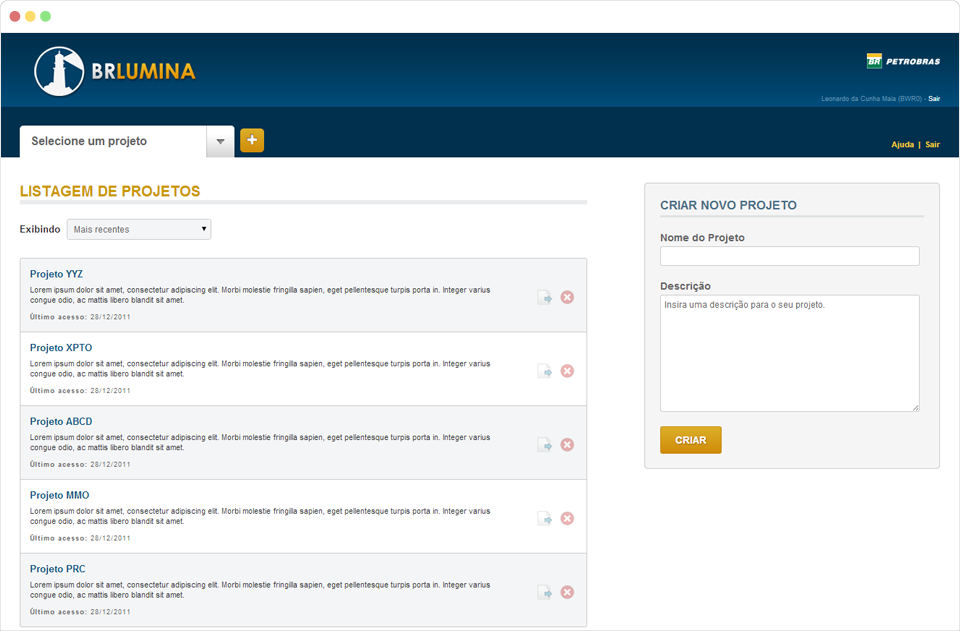 BRLUMINA
BR PETROBRAS
Leonardo da Cunha Maia (BWR0) - Sair
Selecione um projeto
+
Ajuda | Sair
LISTAGEM DE PROJETOS
Exibindo Mais recentes
Projeto YYZ
Lorem ipsum dolor sit amet, consectetur adipiscing elit. Morbi molestie fringilla sapien, eget pellentesque turpis porta in. Integer varius
congue odio, ac mattis libero blandit sit amet.
Último acesso: 28/12/2011
Projeto XPTO
Lorem ipsum dolor sit amet, consectetur adipiscing elit. Morbi molestie fringilla sapien, eget pellentesque turpis porta in. Integer varius
congue odio, ac mattis libero blandit sit amet.
Último acesso: 28/12/2011
Projeto ABCD
Lorem ipsum dolor sit amet, consectetur adipiscing elit. Morbi molestie fringilla sapien, eget pellentesque turpis porta in. Integer varius
congue odio, ac mattis libero blandit sit amet.
Último acesso: 28/12/2011
Projeto MMO
Lorem ipsum dolor sit amet, consectetur adipiscing elit. Morbi molestie fringilla sapien, eget pellentesque turpis porta in. Integer varius
congue odio, ac mattis libero blandit sit amet.
Último acesso: 28/12/2011
Projeto PRC
Lorem ipsum dolor sit amet, consectetur adipiscing elit. Morbi molestie fringilla sapien, eget pellentesque turpis porta in. Integer varius
congue odio, ac mattis libero blandit sit amet.
Último acesso: 28/12/2011
CRIAR NOVO PROJETO
Nome do Projeto
Descrição
Insira uma descrição para o seu projeto.
CRIAR